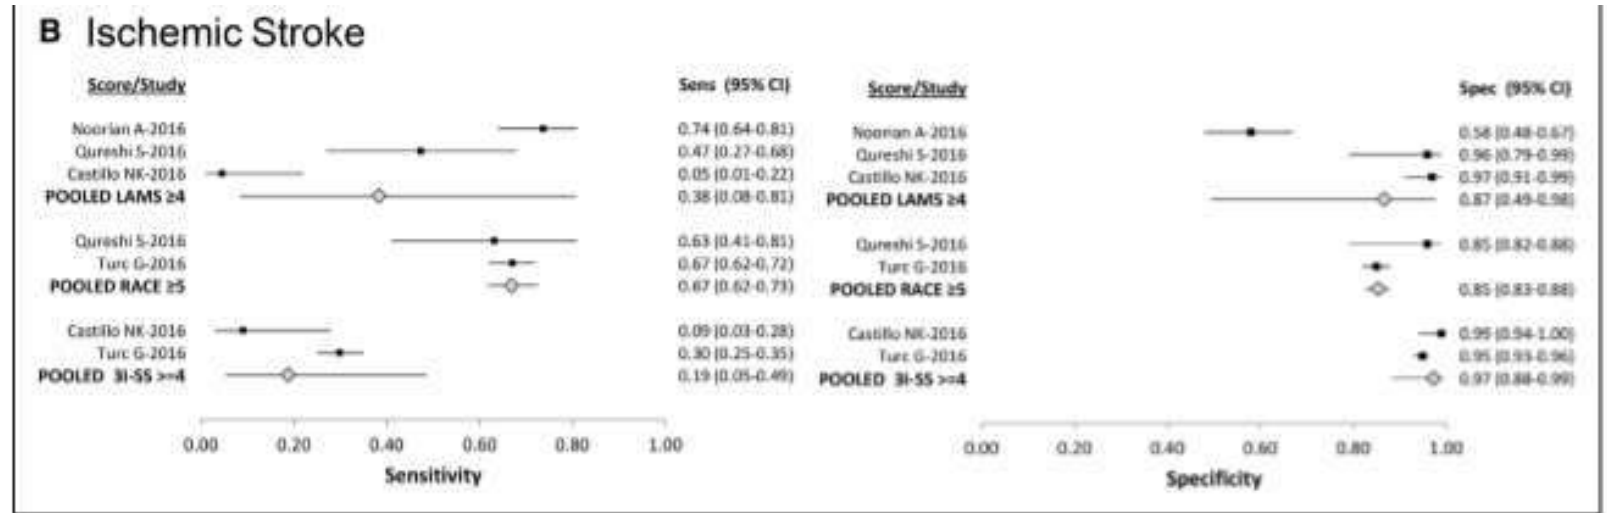 B Ischemic Stroke
Score/Study Sens (95% CI)
Noorian A-2016 0.74 (0.64-0.81)
Qureshi S-2016 0.47 (0.27-0.68)
Castillo NK-2016 0.05 (0.01-0.22)
POOLED LAMS ≥4 0.38 (0.08-0.81)
Qureshi S-2016 0.63 (0.41-0.81)
Turc G-2016 0.67 (0.62-0.72)
POOLED RACE ≥5 0.67 (0.62-0.73)
Castillo NK-2016 0.09 (0.03-0.28)
Turc G-2016 0.30 (0.25-0.35)
POOLED 3I-SS >=4 0.19 (0.05-0.49)
0.00 0.20 0.40 0.60 0.80 1.00
Sensitivity
Score/Study Spec (95% CI)
Noorian A-2016 0.58 (0.48-0.67)
Qureshi S-2016 0.96 (0.79-0.99)
Castillo NK-2016 0.97 (0.91-0.99)
POOLED LAMS ≥4 0.87 (0.49-0.98)
Qureshi S-2016 0.85 (0.82-0.88)
Turc G-2016
POOLED RACE ≥5 0.85 (0.83-0.88)
Castillo NK-2016 0.99 (0.94-1.00)
Turc G-2016 0.95 (0.93-0.96)
POOLED 3I-SS >=4 0.97 (0.88-0.99)
0.00 0.20 0.40 0.60 0.80 1.00
Specificity